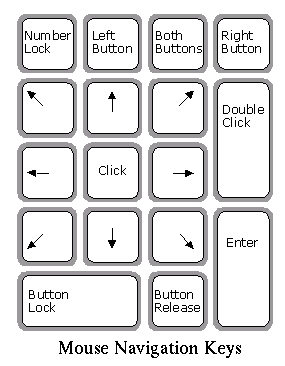 Number Lock
Left Button
Both Buttons
Right Button
Double Click
Click
Enter
Button Lock
Button Release
Mouse Navigation Keys